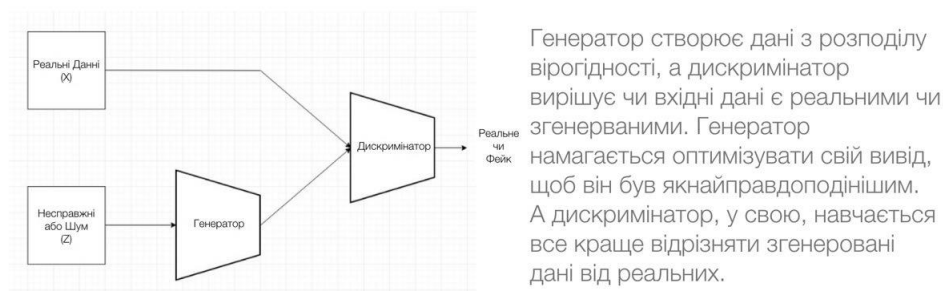 Реальні Данні
(X)
Несправжні
або Шум
(Z)
Генератор
Дискримінатор
Реальне
чи
Фейк
Генератор створює дані з розподілу
вірогідності, а дискримінатор
вирішує чи вхідні дані є реальними чи
згенерваними. Генератор
намагається оптимізувати свій вивід,
щоб він був якнайправдоподінішим.
А дискримінатор, у свою, навчається
все краще відрізняти згенеровані
дані від реальних.